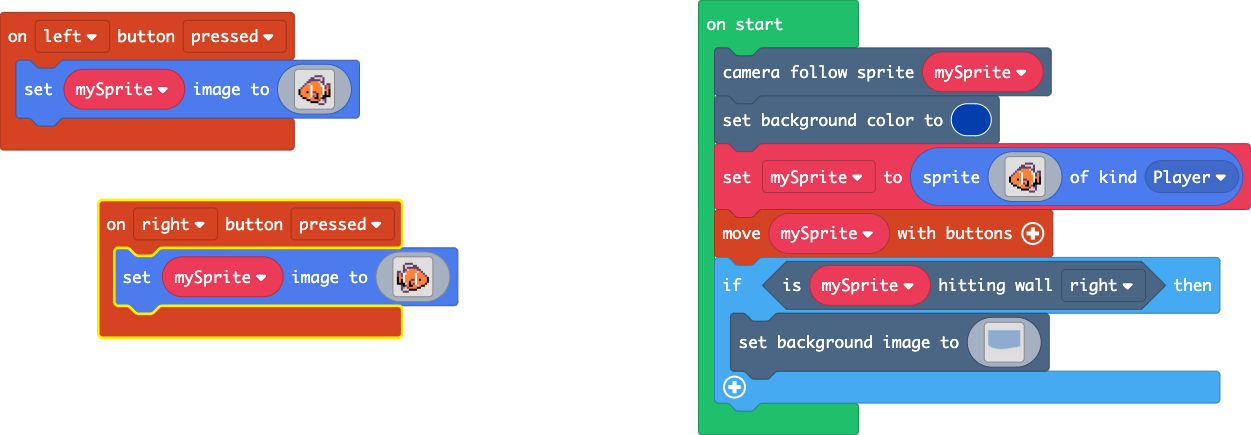 on left button pressed
set mySprite image to
on right button pressed
set mySprite image to
on start
camera follow sprite mySprite
set background color to
set mySprite to sprite of kind Player
move mySprite with buttons
if is mySprite hitting wall right then
set background image to